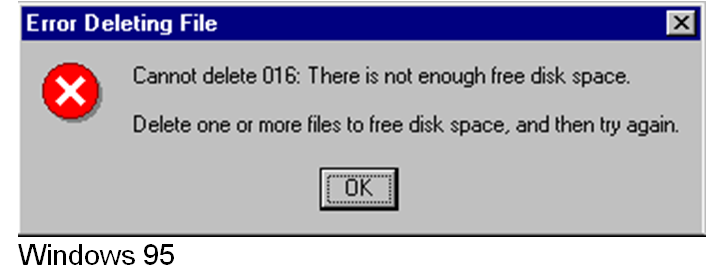 Error Deleting File
Cannot delete 016: There is not enough free disk space.
Delete one or more files to free disk space, and then try again.
OK
Windows 95